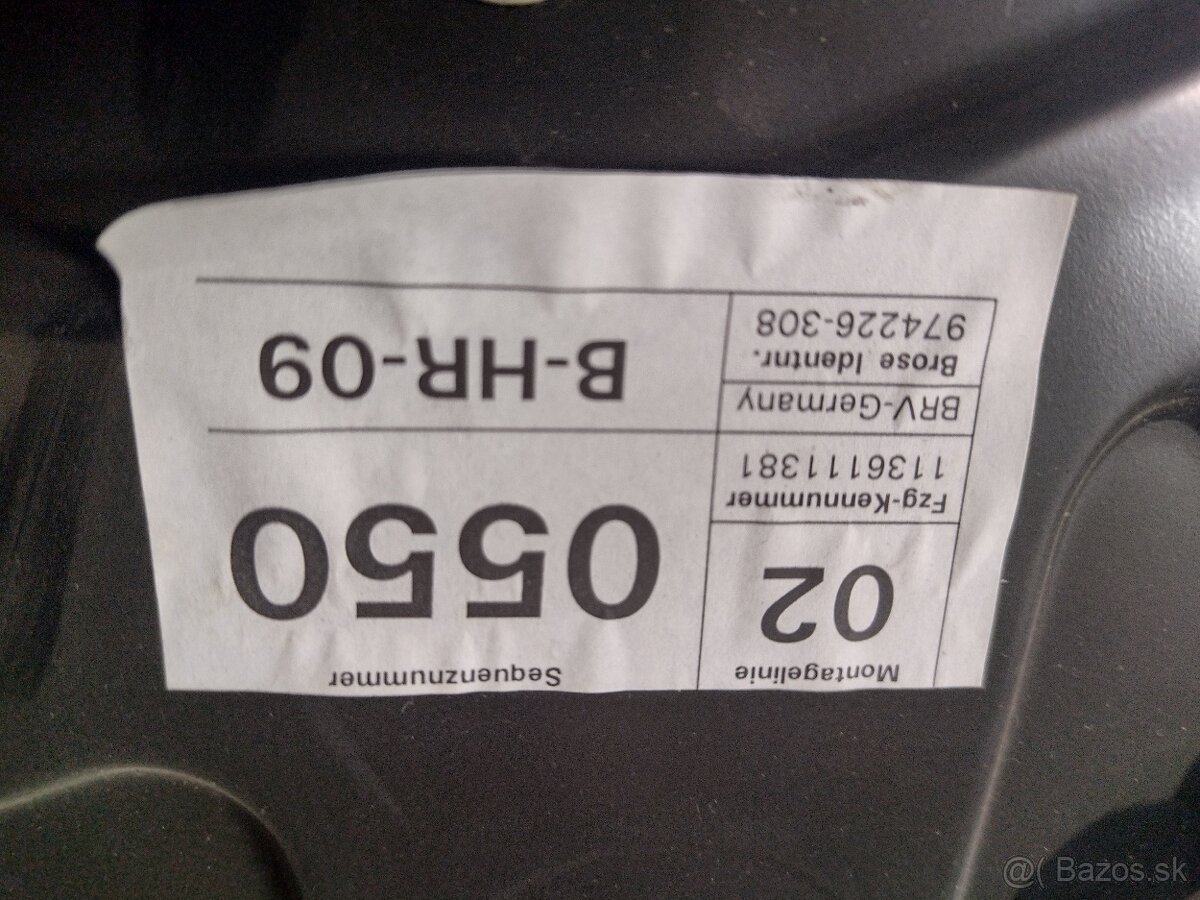 Montagelinie
02
Sequenznummer
0550
Fzg-Kennummer
1136111381
BRV-Germany
Brose Identnr.
974226-308
B-HR-09
@( Bazos.sk